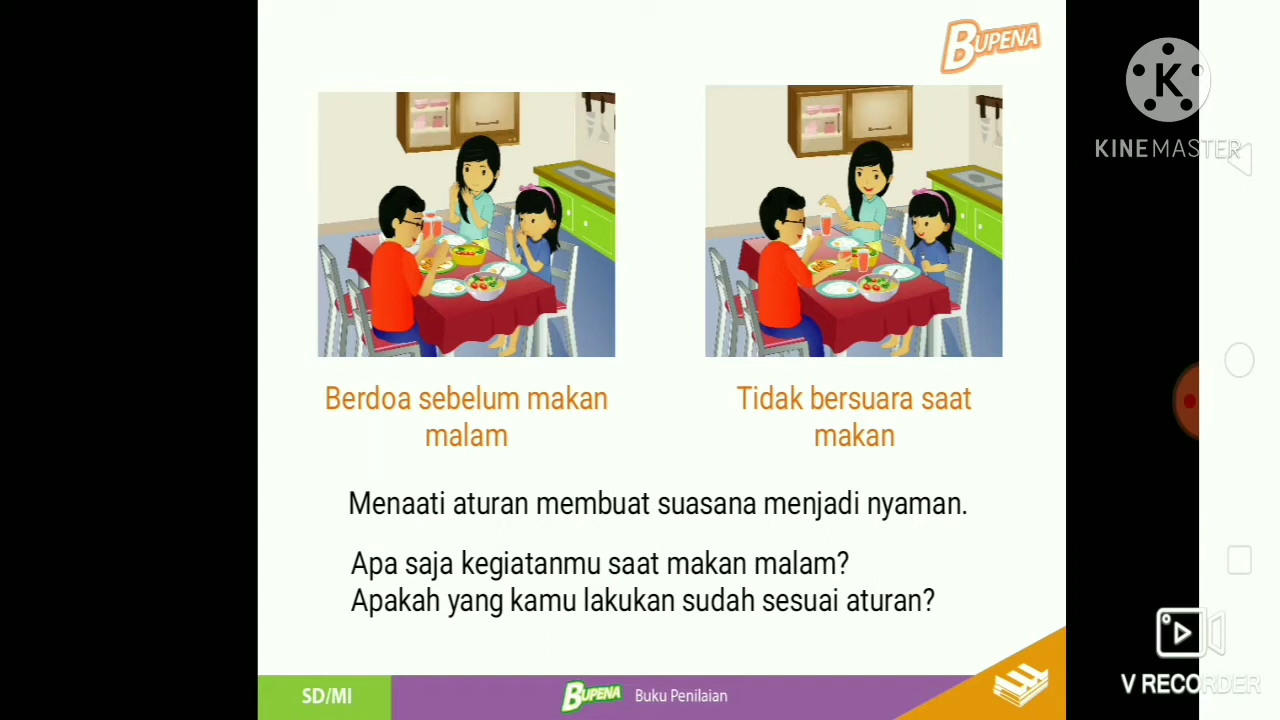 BUPENA
K
KINEMASTER
Berdoa sebelum makan
malam
Tidak bersuara saat
makan
Menaati aturan membuat suasana menjadi nyaman.
Apa saja kegiatanmu saat makan malam?
Apakah yang kamu lakukan sudah sesuai aturan?
SD/MI
BUPENA Buku Penilaian
V RECORDER